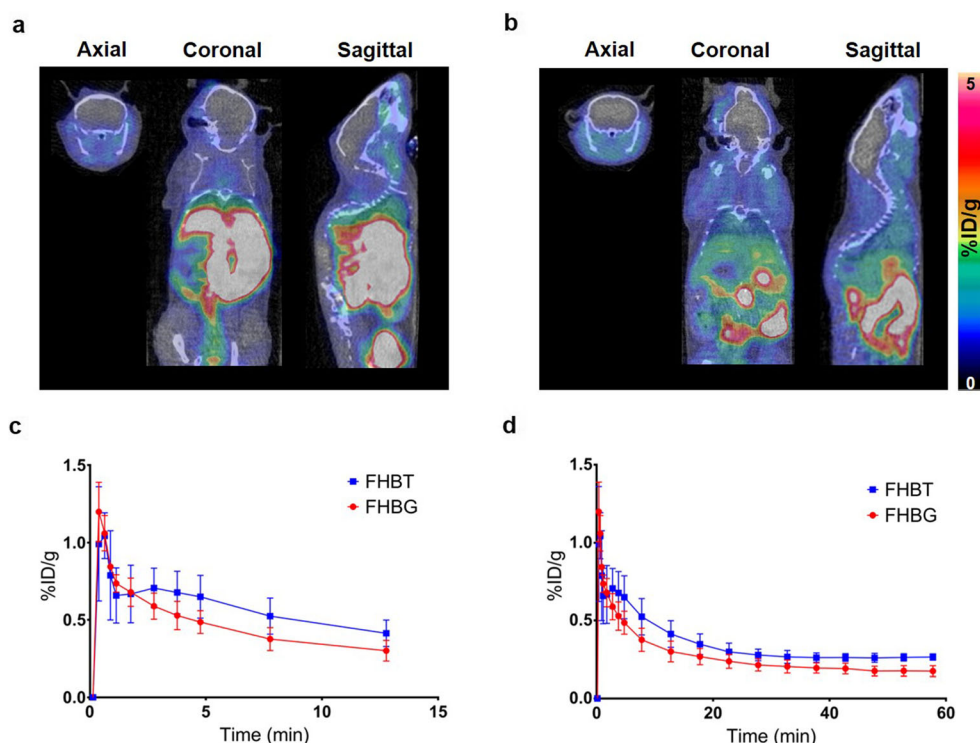 a
Axial Coronal Sagittal
b
Axial Coronal Sagittal
5
%ID/g
0
c
1.5
1.0
0.5
0.0
%ID/g
FHBT
FHBG
0 5 10 15
Time (min)
d
1.5
1.0
0.5
0.0
%ID/g
FHBT
FHBG
0 20 40 60
Time (min)